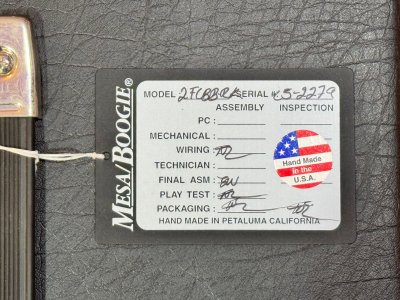 MESA/BOOGIE®
MODEL SERIAL #
ASSEMBLY INSPECTION
PC :
MECHANICAL :
WIRING :
TECHNICIAN :
FINAL ASM :
PLAY TEST :
PACKAGING :
HAND MADE IN PETALUMA CALIFORNIA
Hand Made
in the
U.S.A.